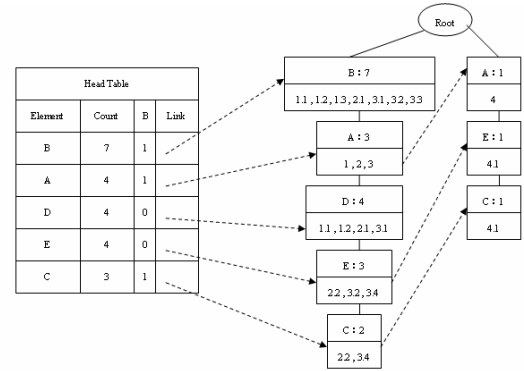 Root
Head Table
Element Count B Link
B 7 1
A 4 1
D 4 0
E 4 0
C 3 1
B : 7
1.1 , 1.2 , 1.3 , 2.1 , 3.1 , 3.2 , 3.3
A : 3
1 , 2 , 3
D : 4
1.1 , 1.2 , 2.1 , 3.1
E : 3
2.2 , 3.2 , 3.4
C : 2
2.2 , 3.4
A : 1
4
E : 1
4.1
C : 1
4.1